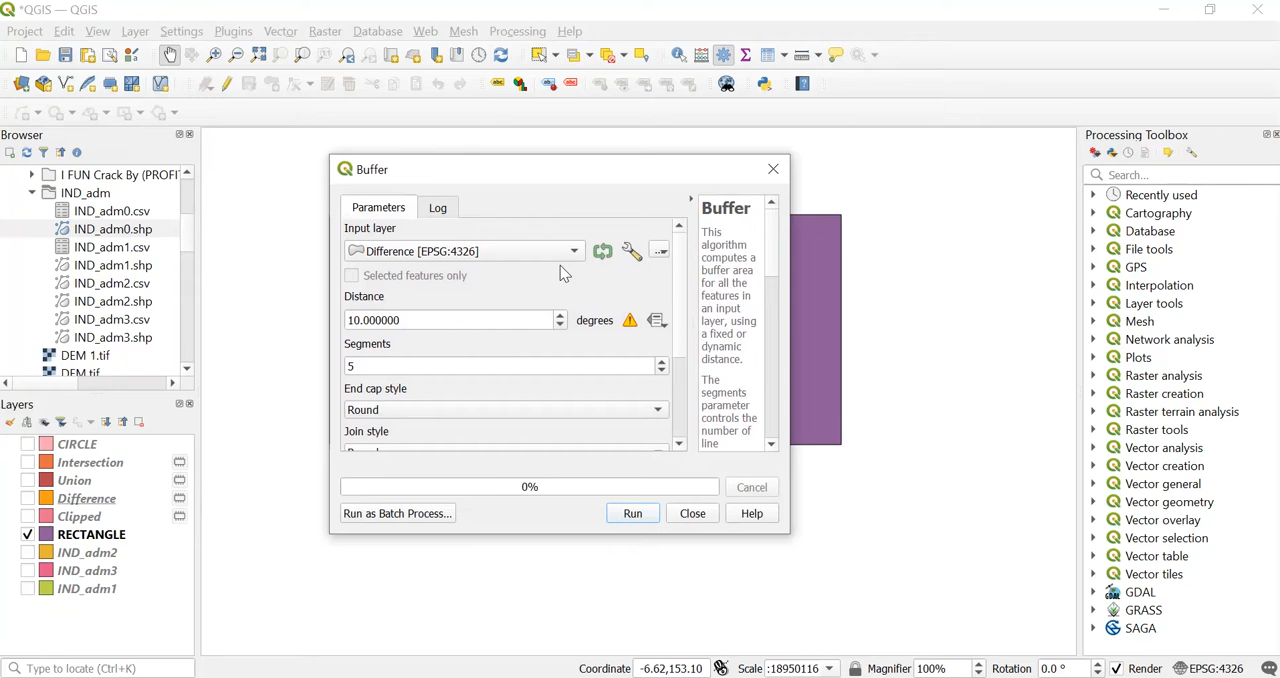 *QGIS — QGIS
Project Edit View Layer Settings Plugins Vector Raster Database Web Mesh Processing Help
Browser
I FUN Crack By (PROFI
IND_adm
IND_adm0.csv
IND_adm0.shp
IND_adm1.csv
IND_adm1.shp
IND_adm2.csv
IND_adm2.shp
IND_adm3.csv
IND_adm3.shp
DEM 1.tif
DEM.tif
Layers
CIRCLE
Intersection
Union
Difference
Clipped
RECTANGLE
IND_adm2
IND_adm3
IND_adm1
Buffer
Parameters Log
Input layer
Difference [EPSG:4326]
Selected features only
Distance
10.000000 degrees
Segments
5
End cap style
Round
Join style
Buffer
This
algorithm
computes a
buffer area
for all the
features in
an input
layer, using
a fixed or
dynamic
distance.
The
segments
parameter
controls the
number of
line
0% Cancel
Run as Batch Process... Run Close Help
Processing Toolbox
Search...
Recently used
Cartography
Database
File tools
GPS
Interpolation
Layer tools
Mesh
Network analysis
Plots
Raster analysis
Raster creation
Raster terrain analysis
Raster tools
Vector analysis
Vector creation
Vector general
Vector geometry
Vector overlay
Vector selection
Vector table
Vector tiles
GDAL
GRASS
SAGA
Type to locate (Ctrl+K) Coordinate -6.62,153.10 Scale :18950116 Magnifier 100% Rotation 0.0 ° Render EPSG:4326